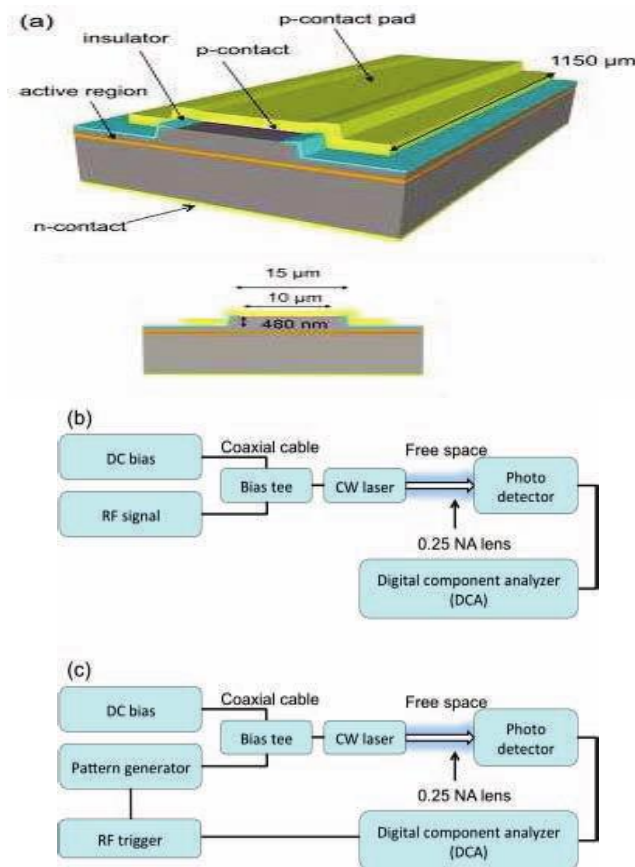 (a)
p-contact pad
insulator
p-contact
1150 µm
active region
n-contact
15 µm
10 µm
480 nm
(b)
Coaxial cable
Free space
DC bias
Bias tee
CW laser
Photo
detector
RF signal
0.25 NA lens
Digital component analyzer
(DCA)
(c)
Coaxial cable
Free space
DC bias
Bias tee
CW laser
Photo
detector
Pattern generator
0.25 NA lens
RF trigger
Digital component analyzer
(DCA)